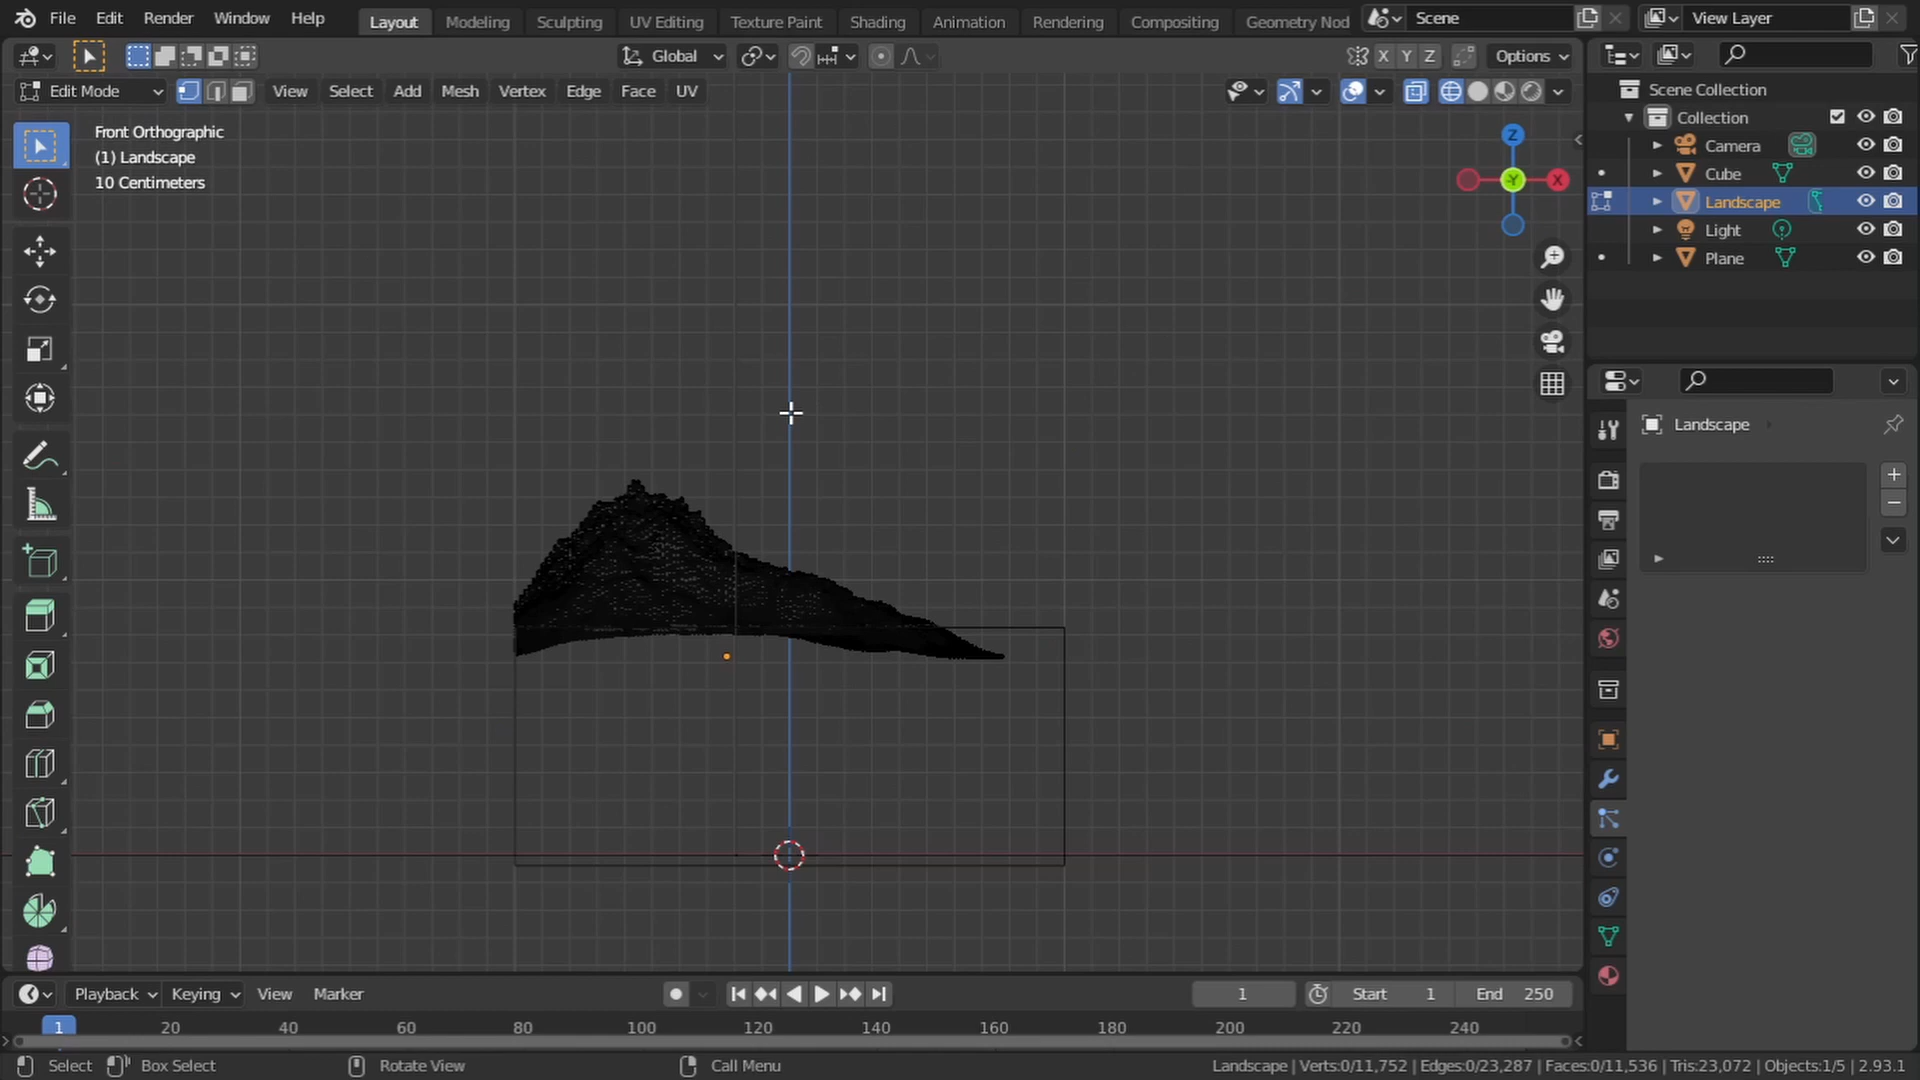 File Edit Render Window Help Layout Modeling Sculpting UV Editing Texture Paint Shading Animation Rendering Compositing Geometry Nod Scene View Layer
Global X Y Z Options
Edit Mode View Select Add Mesh Vertex Edge Face UV
Front Orthographic
(1) Landscape
10 Centimeters
Z
Y
X
Scene Collection
Collection
Camera
Cube
Landscape
Light
Plane
Landscape
Playback Keying View Marker 1 Start 1 End 250
1 20 40 60 80 100 120 140 160 180 200 220 240
Select Box Select Rotate View Call Menu Landscape | Verts:0/11,752 | Edges:0/23,287 | Faces:0/11,536 | Tris:23,072 | Objects:1/5 | 2.93.1